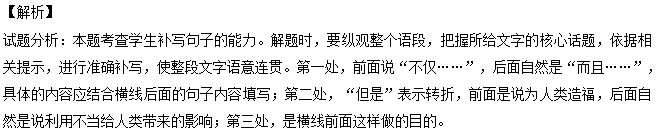 【解析】
试题分析：本题考查学生补写句子的能力。解题时，要纵观整个语段，把握所给文字的核心话题，依据相
关提示，进行准确补写，使整段文字语意连贯。第一处，前面说“不仅……”，后面自然是“而且……”，
具体的内容应结合横线后面的句子内容填写；第二处，“但是”表示转折，前面是说为人类造福，后面自
然是说利用不当给人类带来的影响；第三处，是横线前面这样做的目的。